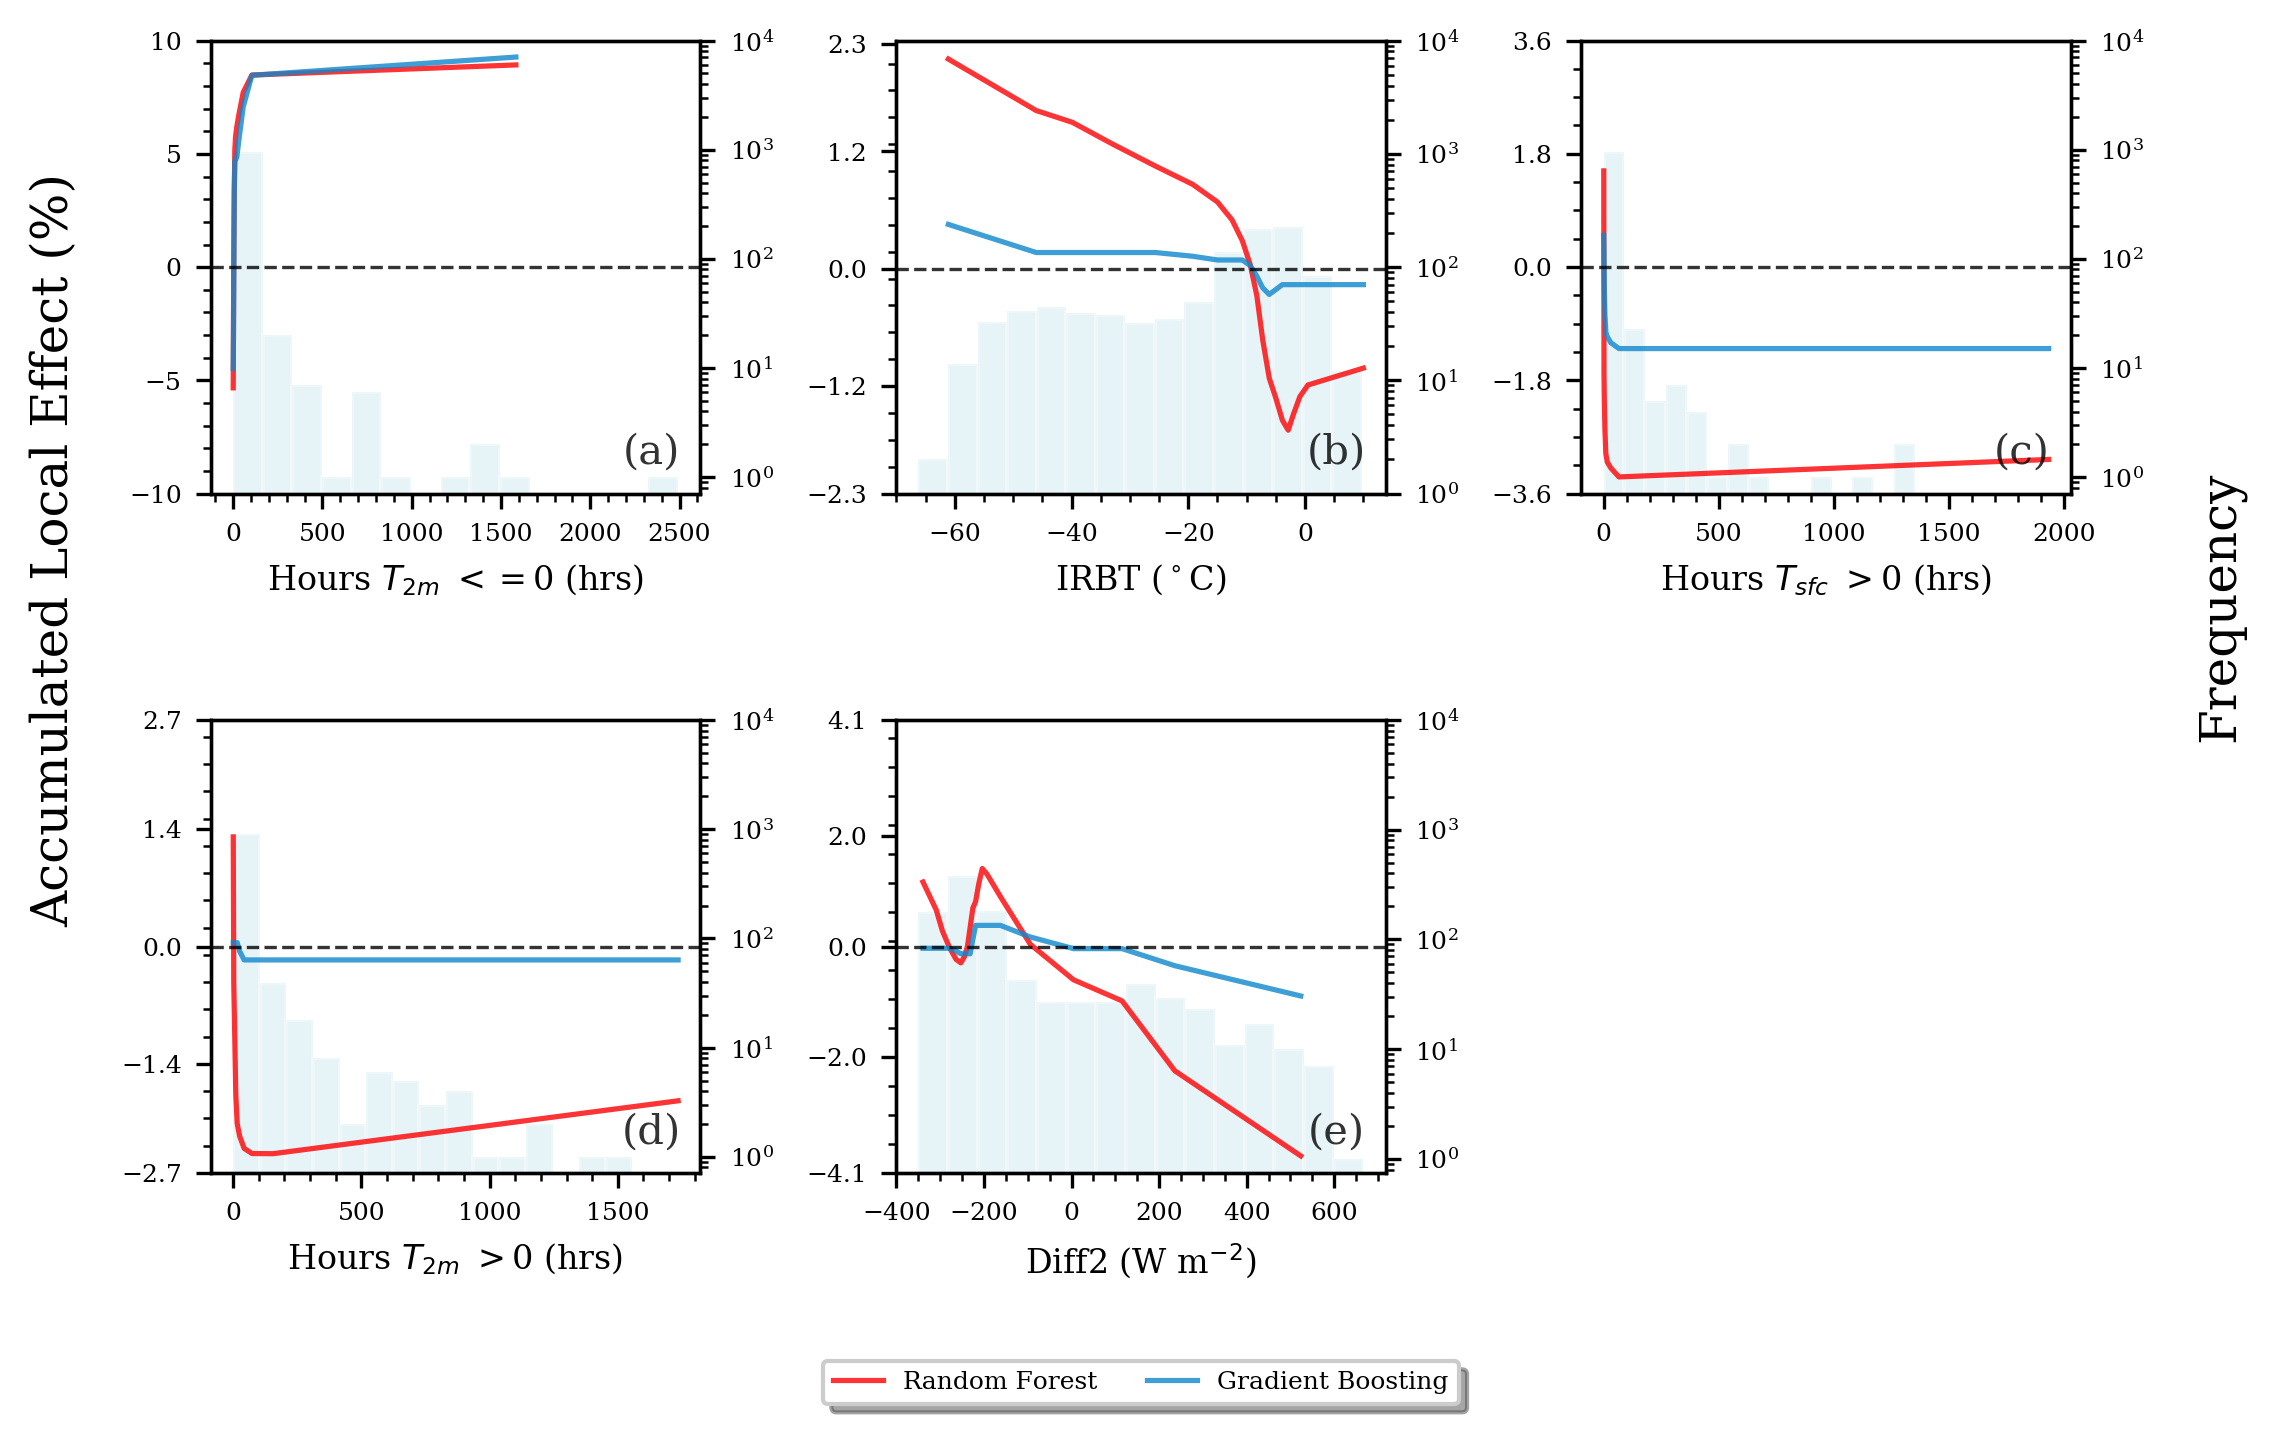 Accumulated Local Effect (%)
10
5
0
−5
−10
10^4
10^3
10^2
10^1
10^0
0 500 1000 1500 2000 2500
Hours T_{2m} <=0 (hrs)
(a)
2.3
1.2
0.0
−1.2
−2.3
10^4
10^3
10^2
10^1
10^0
−60 −40 −20 0
IRBT (°C)
(b)
3.6
1.8
0.0
−1.8
−3.6
10^4
10^3
10^2
10^1
10^0
0 500 1000 1500 2000
Hours T_{sfc} >0 (hrs)
(c)
Frequency
2.7
1.4
0.0
−1.4
−2.7
10^4
10^3
10^2
10^1
10^0
0 500 1000 1500
Hours T_{2m} >0 (hrs)
(d)
4.1
2.0
0.0
−2.0
−4.1
10^4
10^3
10^2
10^1
10^0
−400 −200 0 200 400 600
Diff2 (W m^{−2})
(e)
Random Forest Gradient Boosting